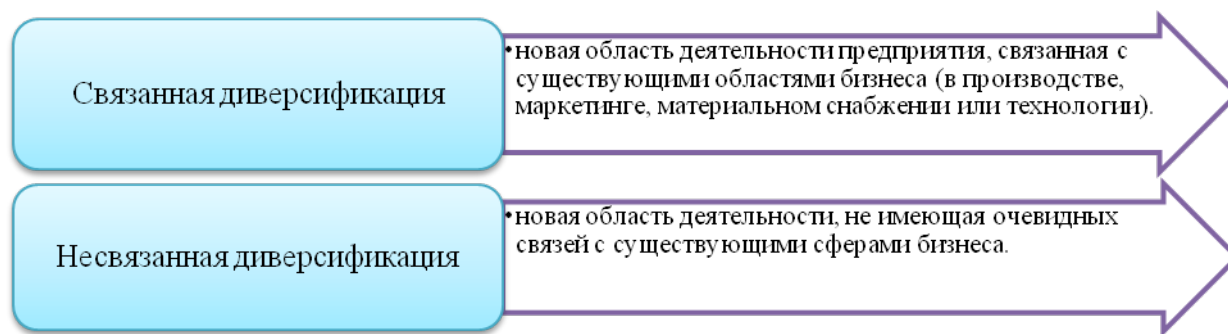 Связанная диверсификация
•новая область деятельности предприятия, связанная с
существующими областями бизнеса (в производстве,
маркетинге, материальном снабжении или технологии).
Несвязанная диверсификация
•новая область деятельности, не имеющая очевидных
связей с существующими сферами бизнеса.